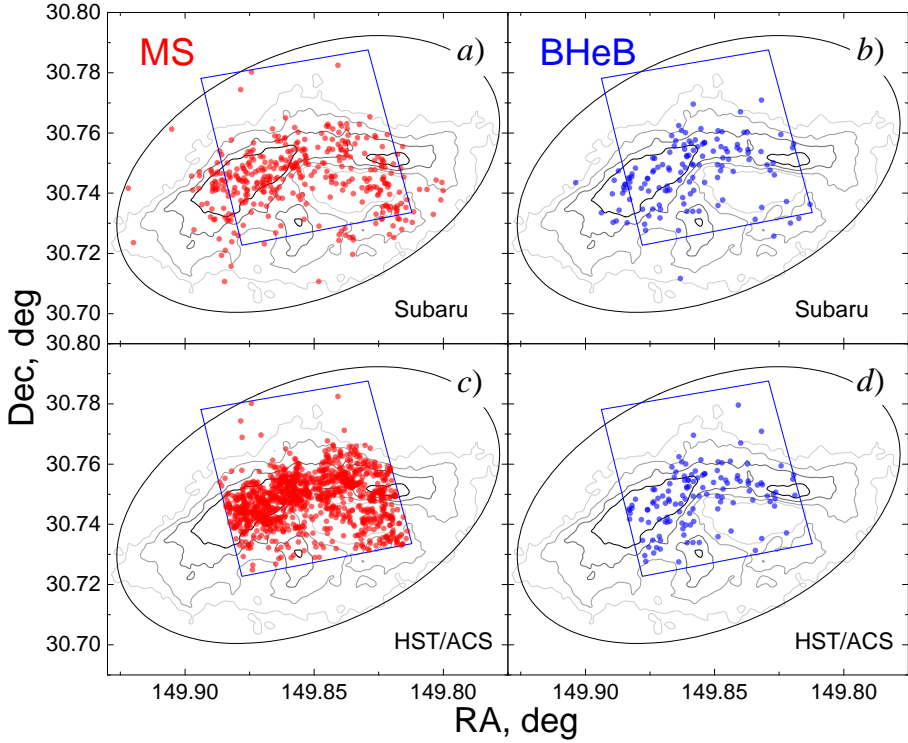 30.80
MS
a)
BHeB
b)
30.78
30.76
30.74
30.72
30.70
Subaru
Subaru
30.80
Dec, deg
c)
d)
30.78
30.76
30.74
30.72
30.70
HST/ACS
HST/ACS
149.90
149.85
149.80
149.90
149.85
149.80
RA, deg